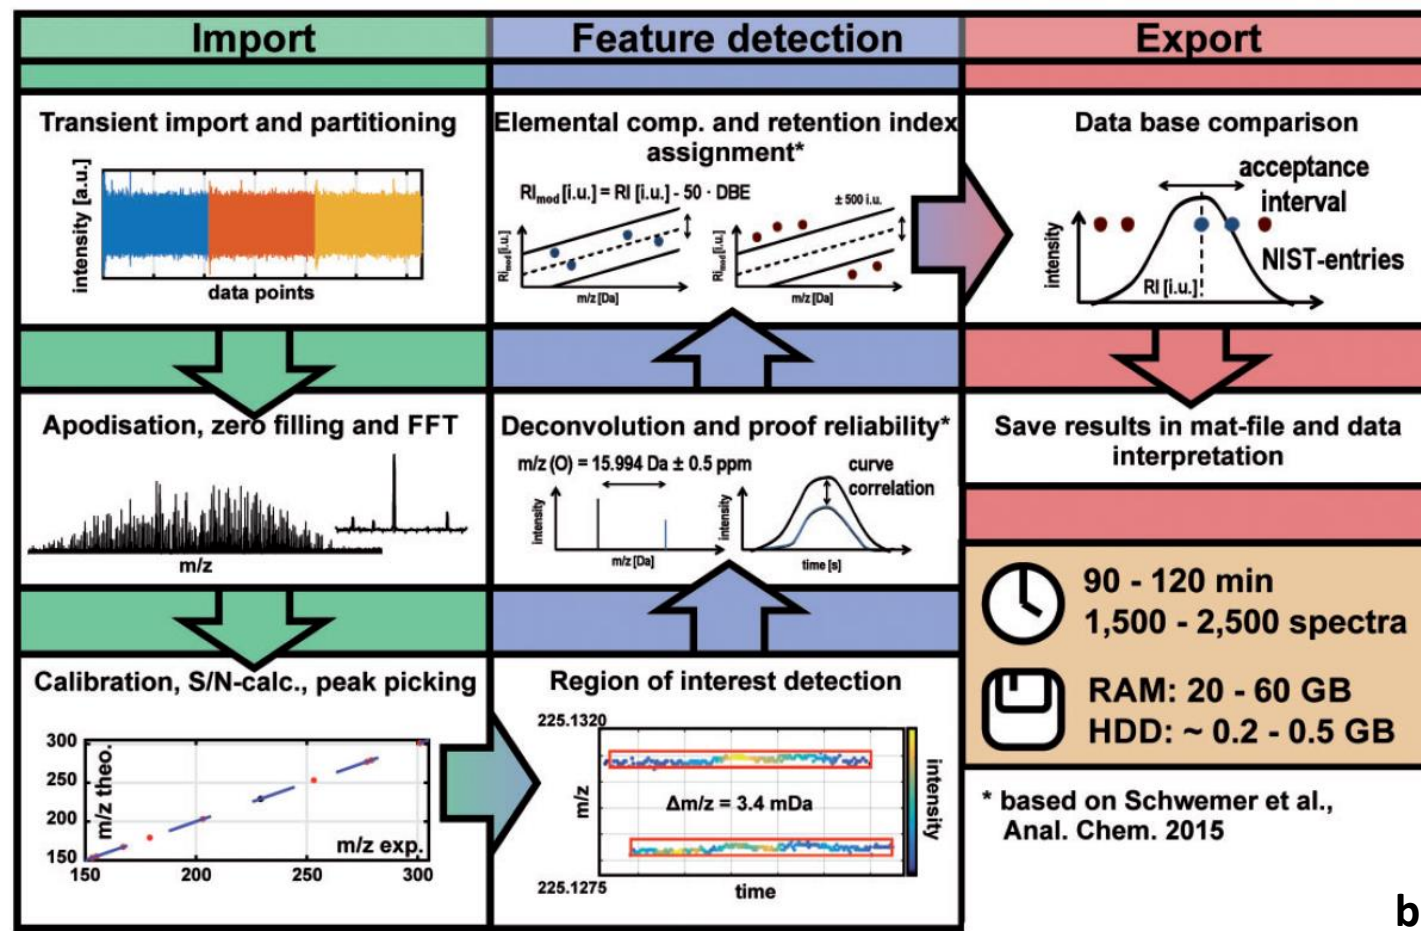 Import
Transient import and partitioning
intensity [a.u.]
data points
Apodisation, zero filling and FFT
m/z
Calibration, S/N-calc., peak picking
300
250
200
150
m/z theo.
m/z exp.
150 200 250 300
Feature detection
Elemental comp. and retention index
assignment*
RImod [i.u.] = RI [i.u.] - 50 · DBE
± 500 i.u.
RImod [i.u.]
m/z [Da]
RImod [i.u.]
m/z [Da]
Deconvolution and proof reliability*
m/z (O) = 15.994 Da ± 0.5 ppm
curve
correlation
intensity
m/z [Da]
intensity
time [s]
Region of interest detection
225.1320
m/z
Δm/z = 3.4 mDa
225.1275
time
intensity
Export
Data base comparison
acceptance
interval
intensity
NIST-entries
RI [i.u.]
Save results in mat-file and data
interpretation
90 - 120 min
1,500 - 2,500 spectra
RAM: 20 - 60 GB
HDD: ~ 0.2 - 0.5 GB
* based on Schwemer et al.,
Anal. Chem. 2015
b